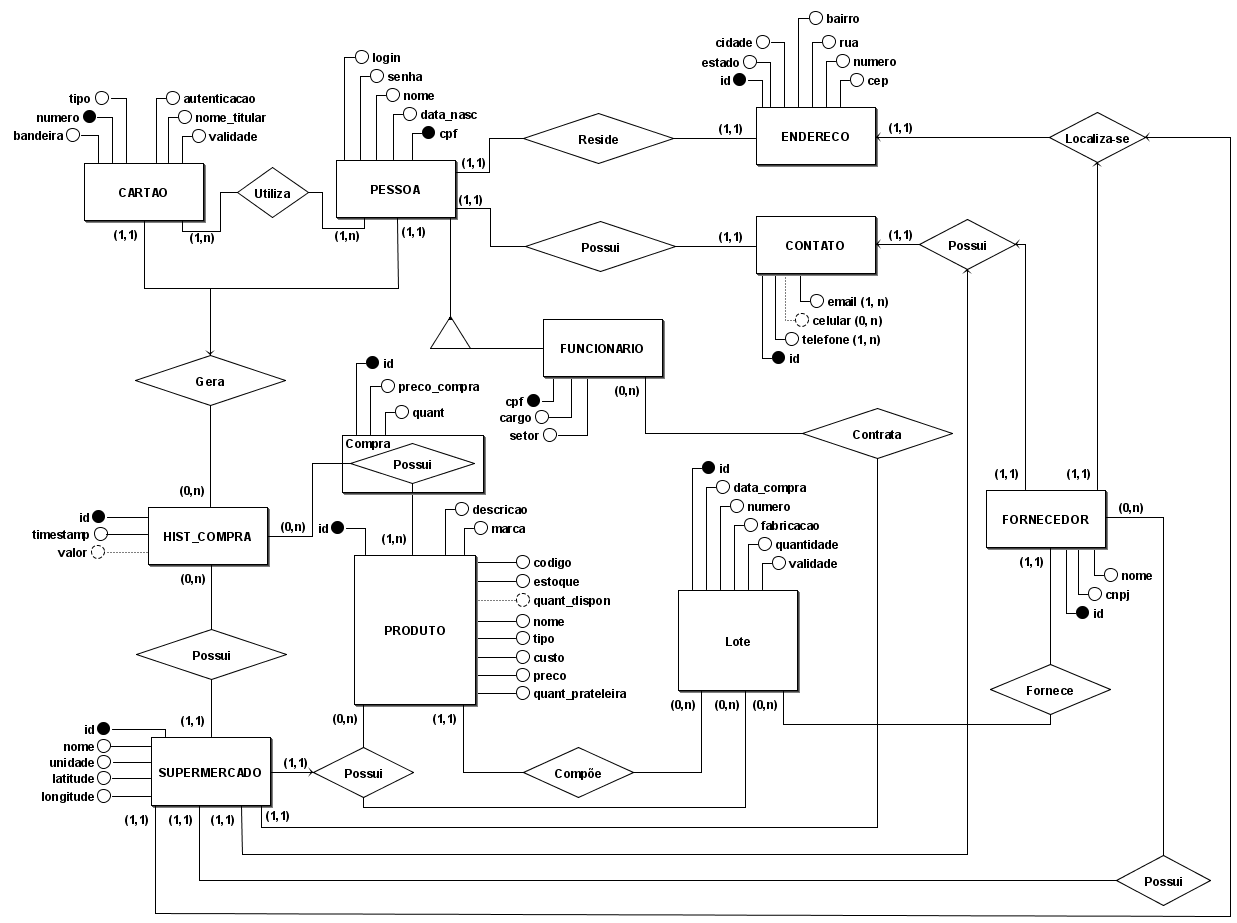 bairro
cidade
rua
login
estado
numero
senha
id
cep
tipo
autenticacao
nome
numero
nome_titular
data_nasc
bandeira
validade
cpf
(1,1)
ENDERECO
(1,1)
Reside
Localiza-se
(1,1)
CARTAO
Utiliza
PESSOA
(1,1)
(1,1)
(1,n)
(1,n)
(1,1)
(1,1)
CONTATO
(1,1)
Possui
Possui
email (1, n)
celular (0, n)
telefone (1, n)
id
FUNCIONARIO
id
Gera
preco_compra
(0,n)
cpf
quant
cargo
setor
Contrata
Compra
Possui
id
(1,1)
(1,1)
data_compra
(0,n)
numero
id
descricao
fabricacao
(0,n)
FORNECEDOR
timestamp
HIST_COMPRA
(0,n)
id
marca
valor
(1,n)
quantidade
codigo
validade
(1,1)
(0,n)
estoque
nome
quant_dispon
cnpj
nome
id
PRODUTO
tipo
Lote
Possui
custo
preco
Fornece
quant_prateleira
(1,1)
(0,n)
(1,1)
(0,n)
(0,n)
(0,n)
id
nome
unidade
(1,1)
SUPERMERCADO
Possui
Compõe
latitude
longitude
(1,1)
(1,1)
(1,1)
(1,1)
Possui